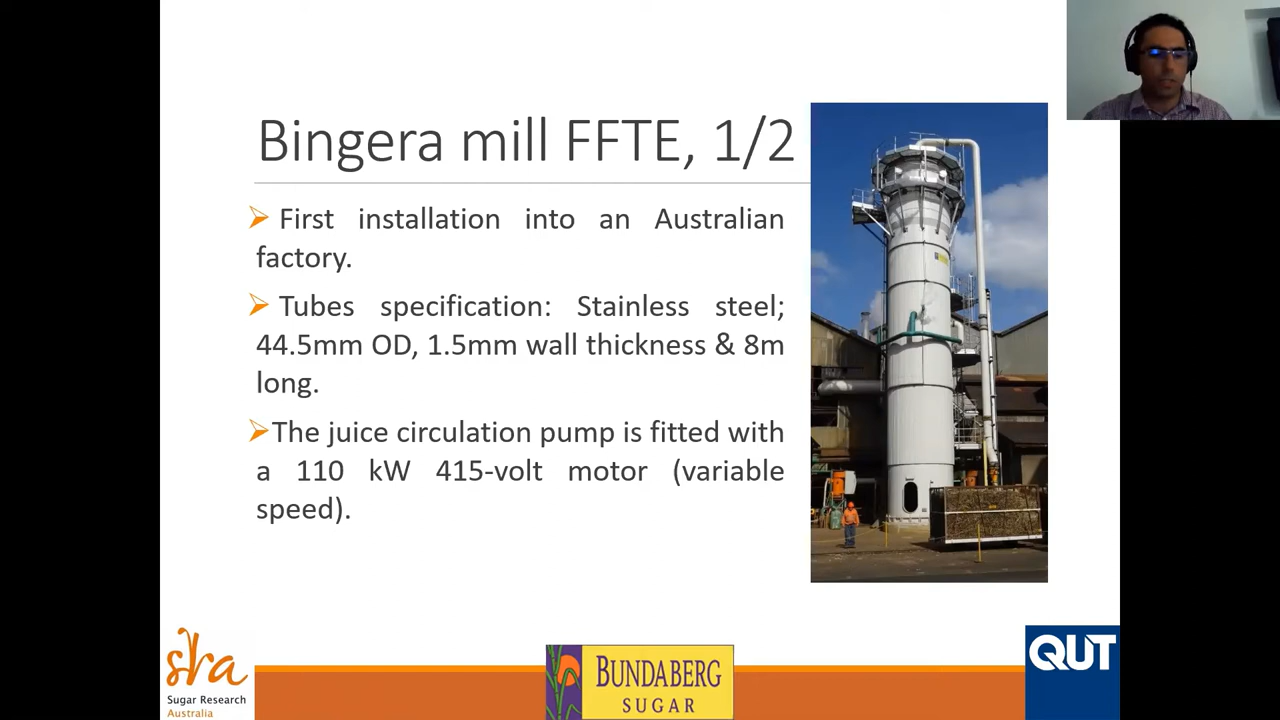 Bingera mill FFTE, 1/2
➢ First installation into an Australian
factory.
➢ Tubes specification: Stainless steel;
44.5mm OD, 1.5mm wall thickness & 8m
long.
➢The juice circulation pump is fitted with
a 110 kW 415-volt motor (variable
speed).
sra
Sugar Research
Australia
BUNDABERG
SUGAR
QUT